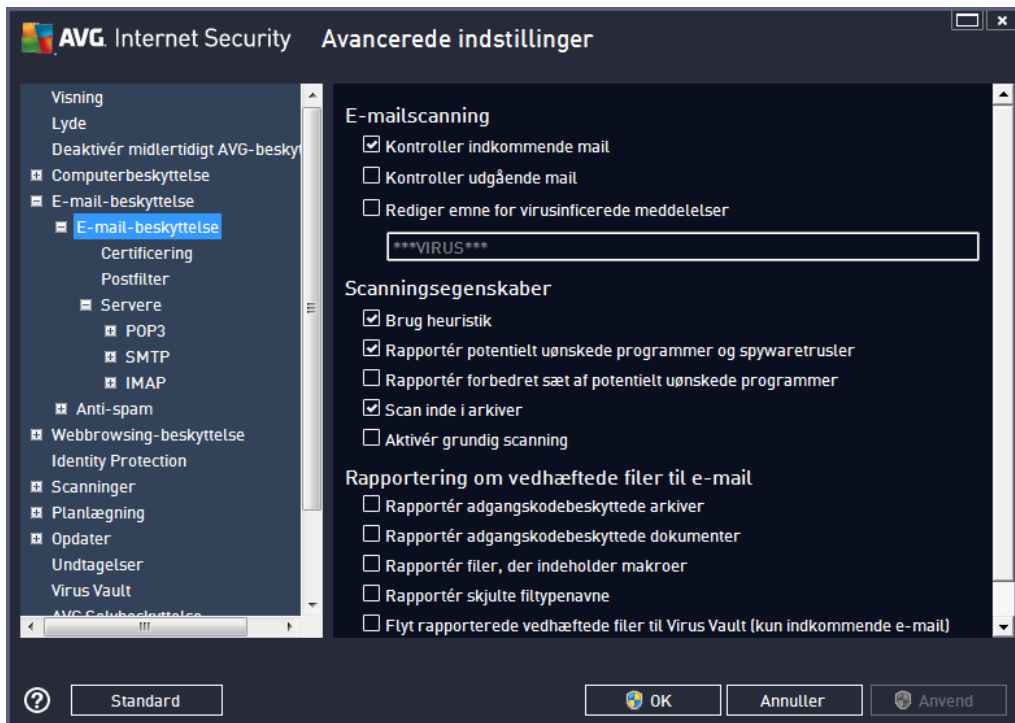 AVG. Internet Security Avancerede indstillinger
Visning
Lyde
Deaktivér midlertidigt AVG-besky
Computerbeskyttelse
E-mail-beskyttelse
E-mail-beskyttelse
Certificering
Postfilter
Servere
POP3
SMTP
IMAP
Anti-spam
Webbrowsing-beskyttelse
Identity Protection
Scanninger
Planlægning
Opdater
Undtagelser
Virus Vault
AVG Selvbeskyttelse
E-mailscanning
Kontroller indkommende mail
Kontroller udgående mail
Rediger emne for virusinficerede meddelelser
***VIRUS***
Scanningsegenskaber
Brug heuristik
Rapportér potentielt uønskede programmer og spywaretrusler
Rapportér forbedret sæt af potentielt uønskede programmer
Scan inde i arkiver
Aktivér grundig scanning
Rapportering om vedhæftede filer til e-mail
Rapportér adgangskodebeskyttede arkiver
Rapportér adgangskodebeskyttede dokumenter
Rapportér filer, der indeholder makroer
Rapportér skjulte filtypenavne
Flyt rapporterede vedhæftede filer til Virus Vault (kun indkommende e-mail)
Standard
OK
Annuller
Anvend